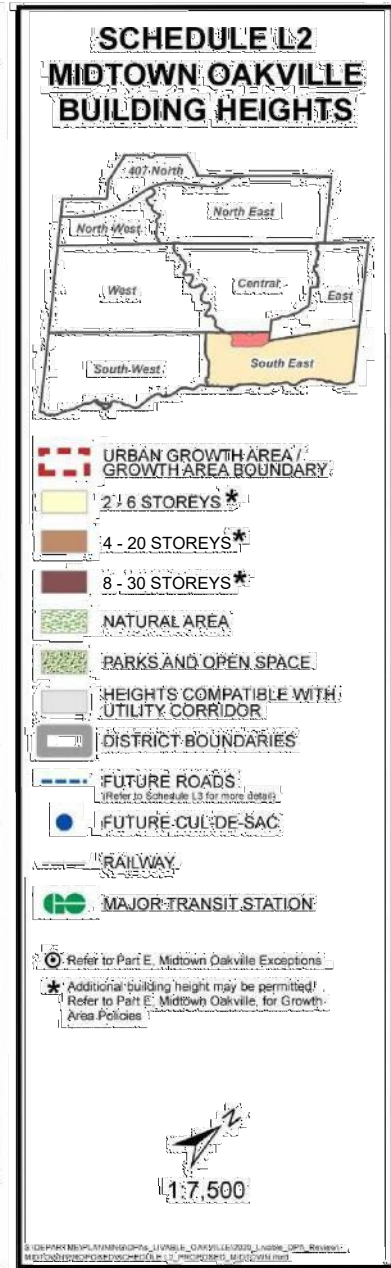 SCHEDULE L2
MIDTOWN OAKVILLE
BUILDING HEIGHTS
407 North
North East
North West
West
Central
East
South West
South East
URBAN GROWTH AREA /
GROWTH AREA BOUNDARY
2 - 6 STOREYS*
4 - 20 STOREYS*
8 - 30 STOREYS*
NATURAL AREA
PARKS AND OPEN SPACE
HEIGHTS COMPATIBLE WITH
UTILITY CORRIDOR
DISTRICT BOUNDARIES
FUTURE ROADS
(Refer to Schedule L3 for more detail)
FUTURE CUL-DE-SAC
RAILWAY
GO MAJOR TRANSIT STATION
Refer to Part E, Midtown Oakville Exceptions
* Additional building height may be permitted.
Refer to Part E, Midtown Oakville, for Growth
Area Policies
N
1:7,500